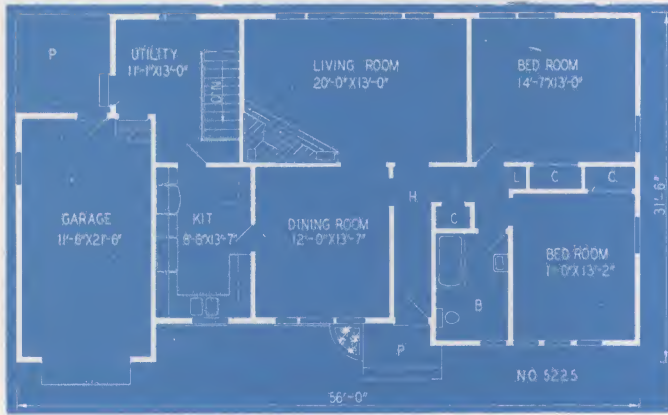 P
UTILITY
11'-1"X13'-0"
DN
LIVING ROOM
20'-0"X13'-0"
BED ROOM
14'-7"X13'-0"
L
C
C
31'-6"
GARAGE
11'-6"X21'-6"
KIT
8'-8"X13'-7"
DINING ROOM
12'-0"X13'-7"
H
C
BED ROOM
B
P
NO. 5225
56'-0"